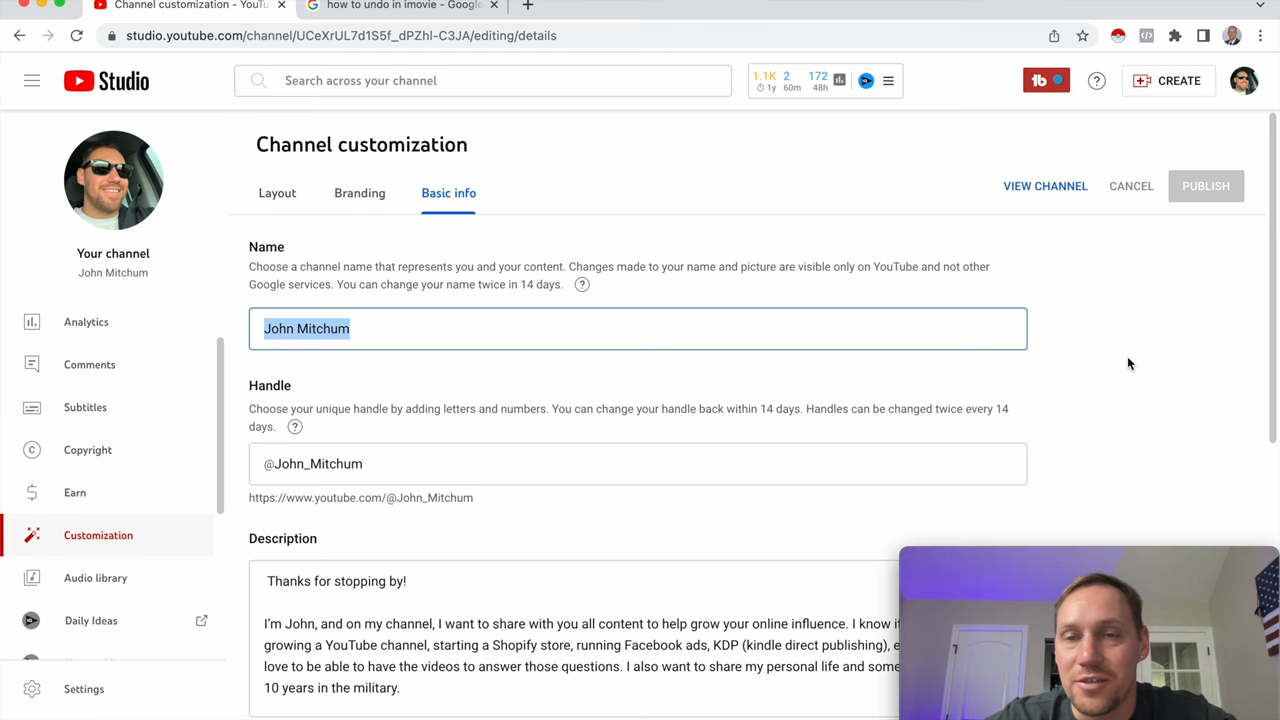 Channel customization - YouTu
how to undo in imovie - Google
studio.youtube.com/channel/UCeXrUL7d1S5f_dPZhl-C3JA/editing/details
Studio
Search across your channel
1.1K 2 172
1y 60m 48h
CREATE
Channel customization
Layout Branding Basic info
VIEW CHANNEL CANCEL PUBLISH
Your channel
John Mitchum
Analytics
Comments
Subtitles
Copyright
Earn
Customization
Audio library
Daily Ideas
Settings
Name
Choose a channel name that represents you and your content. Changes made to your name and picture are visible only on YouTube and not other
Google services. You can change your name twice in 14 days.
John Mitchum
Handle
Choose your unique handle by adding letters and numbers. You can change your handle back within 14 days. Handles can be changed twice every 14
days.
@John_Mitchum
https://www.youtube.com/@John_Mitchum
Description
Thanks for stopping by!
I'm John, and on my channel, I want to share with you all content to help grow your online influence. I know i
growing a YouTube channel, starting a Shopify store, running Facebook ads, KDP (kindle direct publishing), e
love to be able to have the videos to answer those questions. I also want to share my personal life and some
10 years in the military.